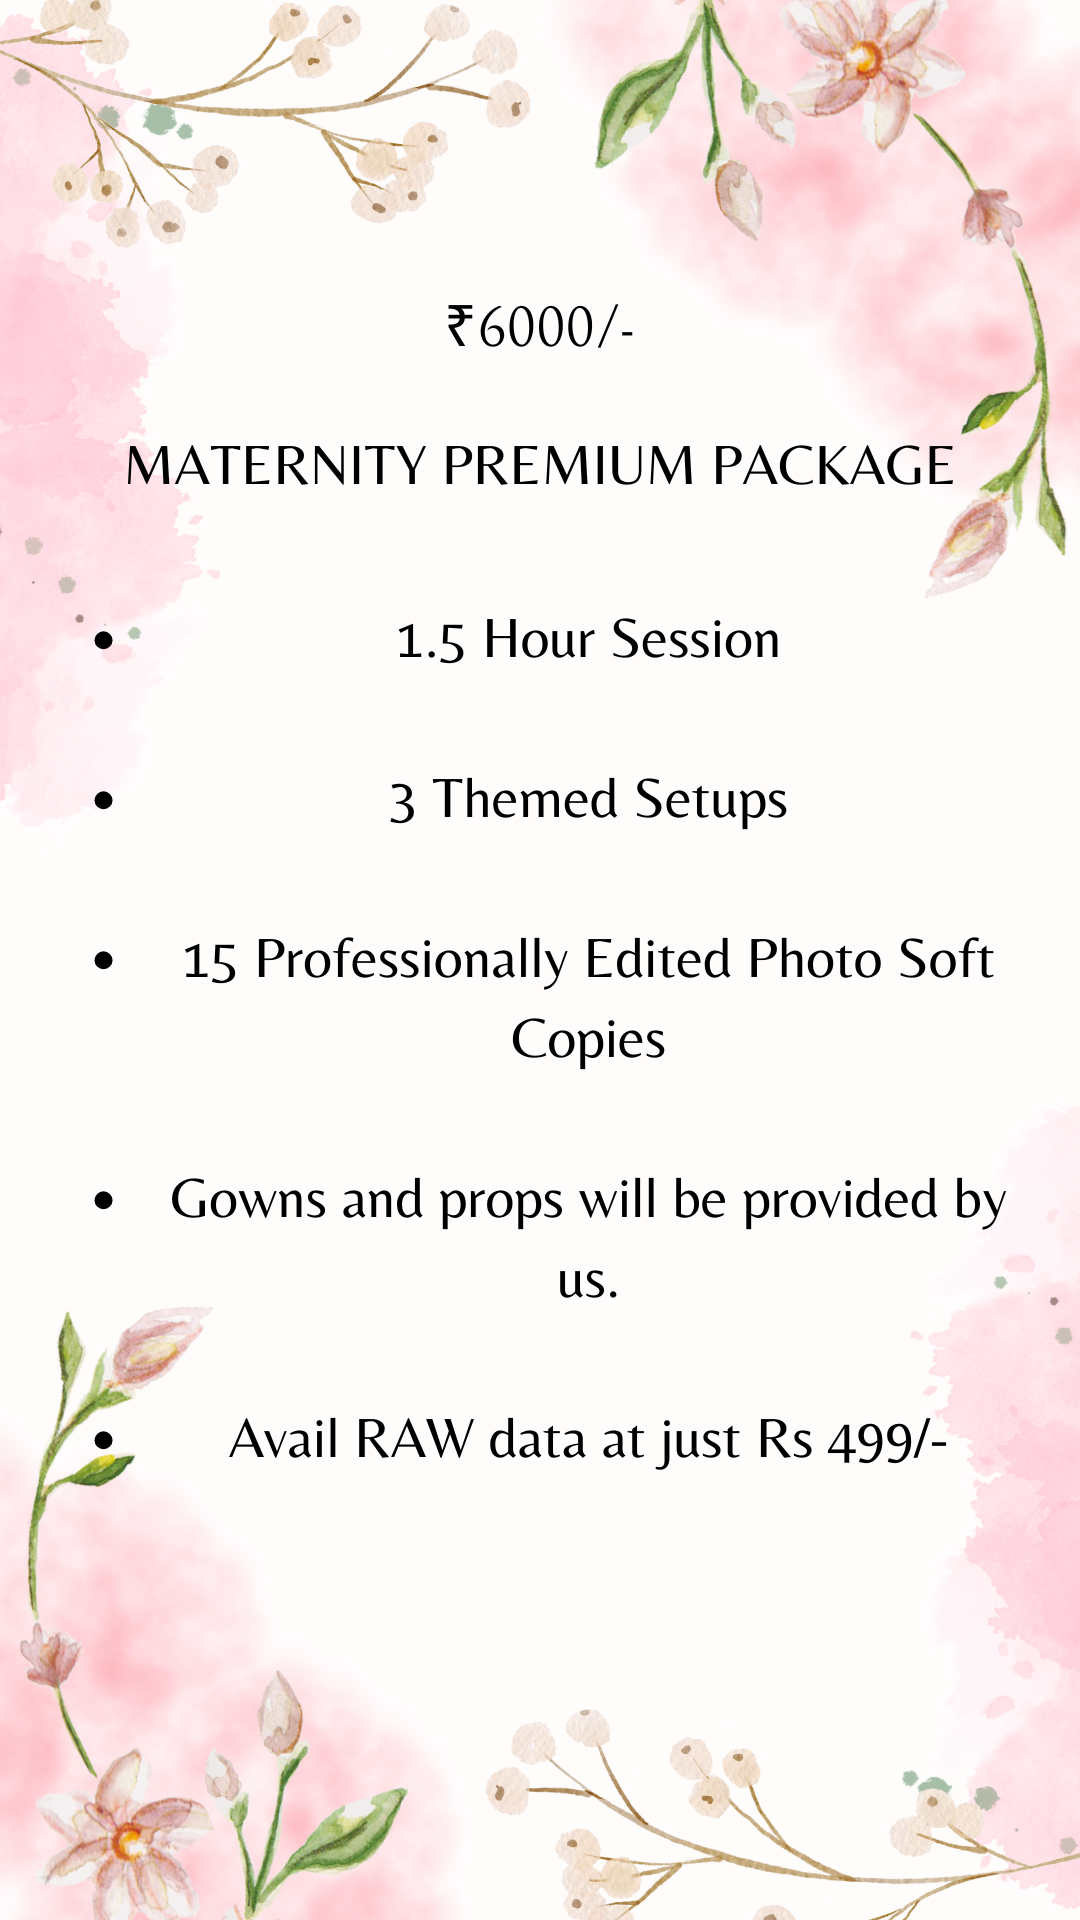 ₹6000/-
MATERNITY PREMIUM PACKAGE
• 1.5 Hour Session
• 3 Themed Setups
• 15 Professionally Edited Photo Soft
Copies
• Gowns and props will be provided by
us.
• Avail RAW data at just Rs 499/-